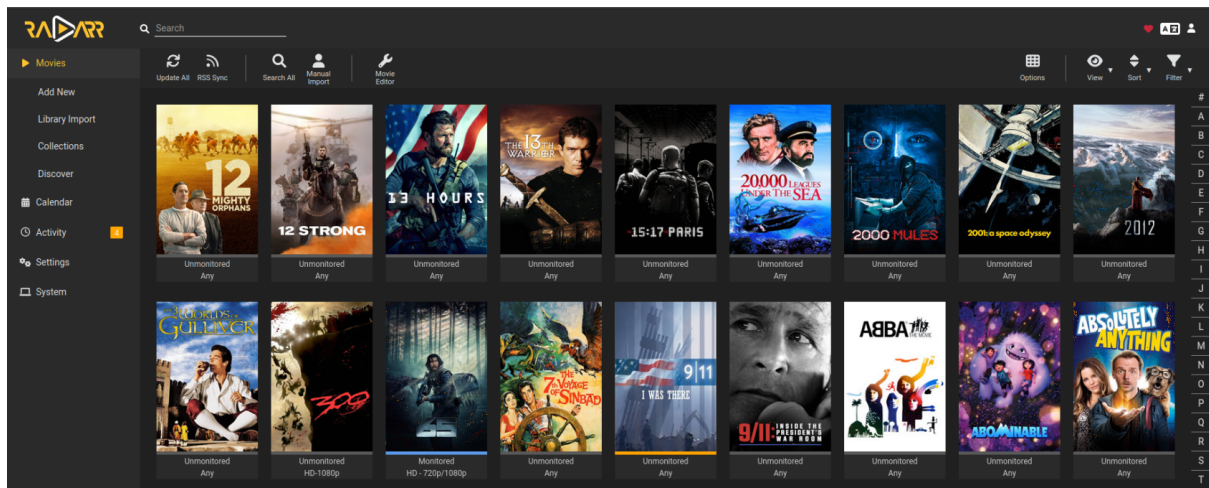 RADARR
Search
Movies
Add New
Library Import
Collections
Discover
Calendar
Activity
4
Settings
System
Update All
RSS Sync
Search All
Manual
Import
Movie
Editor
Options
View
Sort
Filter
12
MIGHTY
ORPHANS
Unmonitored
Any
12 STRONG
Unmonitored
Any
13 HOURS
Unmonitored
Any
THE 13TH
WARRIOR
Unmonitored
Any
15:17 PARIS
Unmonitored
Any
20,000 LEAGUES
UNDER THE SEA
Unmonitored
Any
2000 MULES
Unmonitored
Any
2001: a space odyssey
Unmonitored
Any
2012
Unmonitored
Any
WORLDS OF
GULLIVER
Unmonitored
Any
300
Unmonitored
HD-1080p
65
Monitored
HD - 720p/1080p
THE
7th VOYAGE
OF SINBAD
Unmonitored
Any
9/11
I WAS THERE
Unmonitored
Any
9/11: INSIDE THE
PRESIDENT'S
WAR ROOM
Unmonitored
Any
ABBA THE MOVIE
Unmonitored
Any
ABOMINABLE
Unmonitored
Any
ABSOLUTELY
ANYTHING
Unmonitored
Any
#
A
B
C
D
E
F
G
H
I
J
K
L
M
N
O
P
Q
R
S
T